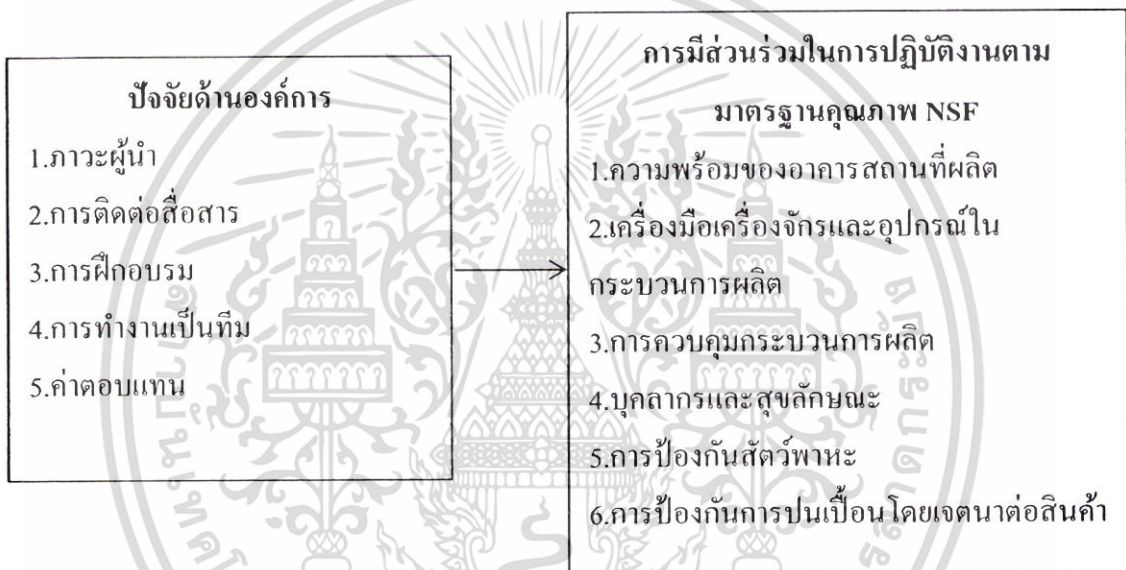 ปัจจัยด้านองค์การ
1.ภาวะผู้นำ
2.การติดต่อสื่อสาร
3.การฝึกอบรม
4.การทำงานเป็นทีม
5.ค่าตอบแทน
การมีส่วนร่วมในการปฏิบัติงานตาม
มาตรฐานคุณภาพ NSF
1.ความพร้อมของอาคารสถานที่ผลิต
2.เครื่องมือเครื่องจักรและอุปกรณ์ใน
กระบวนการผลิต
3.การควบคุมกระบวนการผลิต
4.บุคลากรและสุขลักษณะ
5.การป้องกันสัตว์พาหะ
6.การป้องกันการปนเปื้อนโดยเจตนาต่อสินค้า